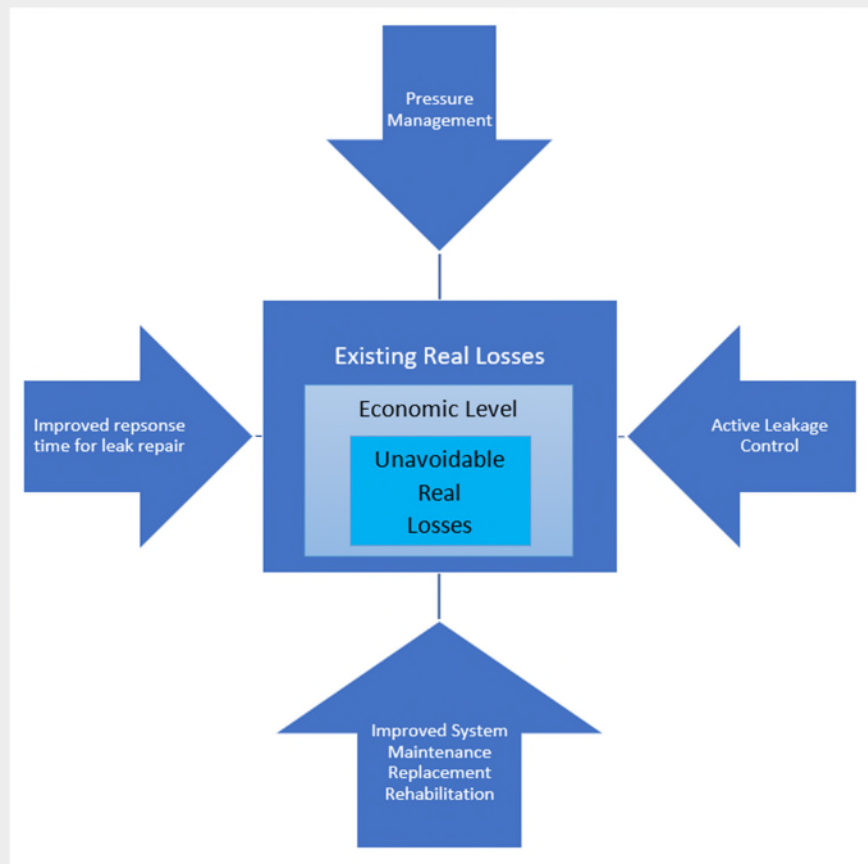 Pressure
Management
Existing Real Losses
Economic Level
Unavoidable
Real
Losses
Improved repsonse
time for leak repair
Active Leakage
Control
Improved System
Maintenance
Replacement
Rehabilitation